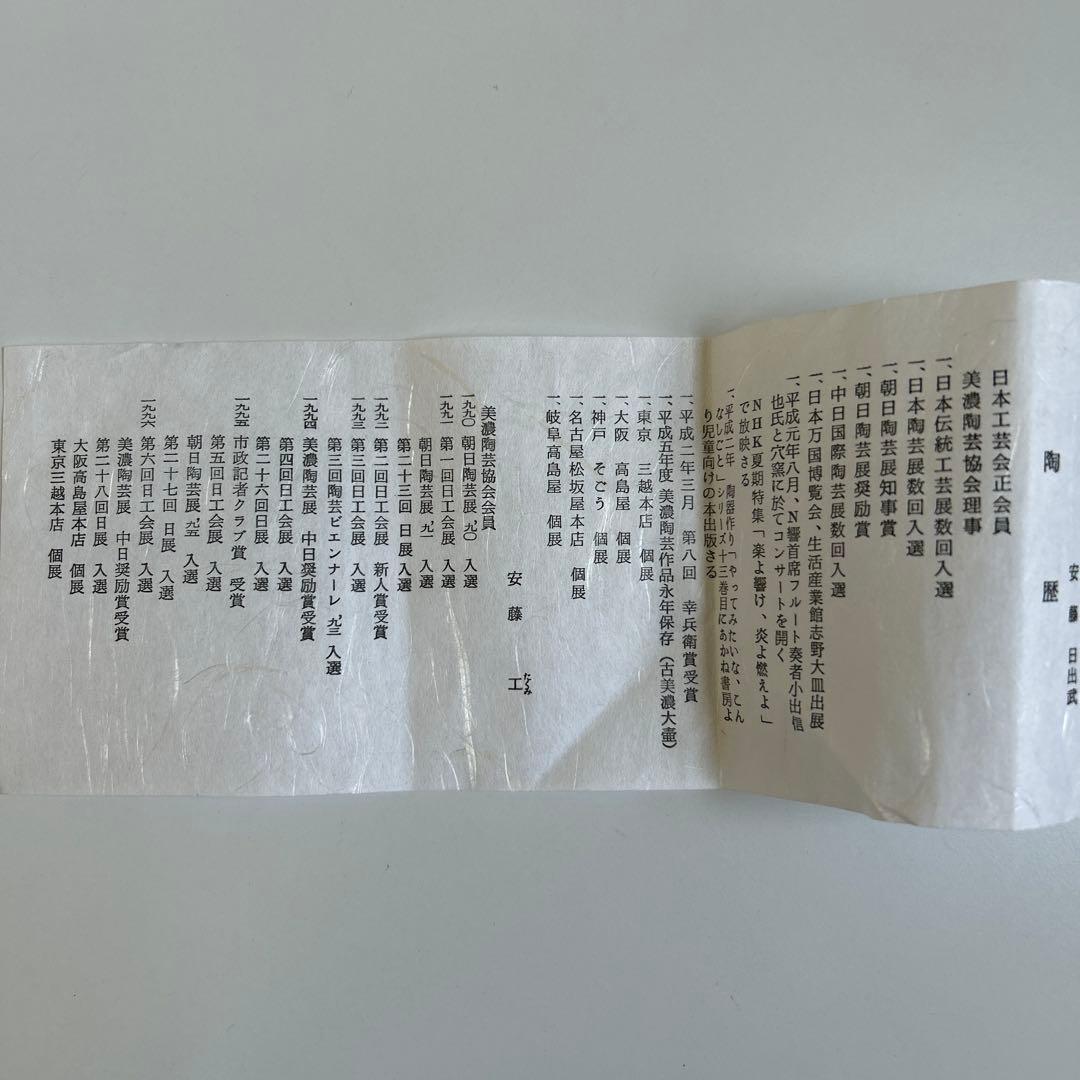 陶歴
安藤日出武
日本工芸会正会員
美濃陶芸協会理事
一、日本伝統工芸展数回入選
一、日本陶芸展数回入選
一、朝日陶芸展知事賞
一、朝日陶芸展奨励賞
一、中日国際陶芸展数回入選
一、日本万国博覧会、生活産業館志野大皿出展
一、平成元年八月、N響首席フルート奏者小出信
也氏と穴窯に於てコンサートを開く
NHK夏期特集「楽よ響け、炎よ燃えよ」
で放映さる
一、平成二年 陶器作り「やってみたいな、こん
なしごと」シリーズ十三巻目にあかね書房よ
り児童向けの本出版さる
一、平成二年三月 第八回 幸兵衛賞受賞
一、平成五年度 美濃陶芸作品永年保存(古美濃大壷)
一、東京 三越本店 個展
一、大阪 高島屋 個展
一、神戸 そごう 個展
一、名古屋松坂屋本店 個展
一、岐阜高島屋 個展
安藤工
たくみ
美濃陶芸協会会員
一九九〇 朝日陶芸展'九〇 入選
一九九一 第一回日工会展 入選
朝日陶芸展'九一 入選
第二十三回 日展入選
一九九二 第二回日工会展 新人賞受賞
一九九三 第三回日工会展 入選
第三回陶芸ビエンナーレ'九三 入選
一九九四 美濃陶芸展 中日奨励賞受賞
第四回日工会展 入選
第二十六回日展 入選
一九九五 市政記者クラブ賞 受賞
第五回日工会展 入選
朝日陶芸展'九五 入選
第二十七回 日展 入選
一九九六 第六回日工会展 入選
美濃陶芸展 中日奨励賞受賞
第二十八回日展 入選
大阪高島屋本店 個展
東京三越本店 個展